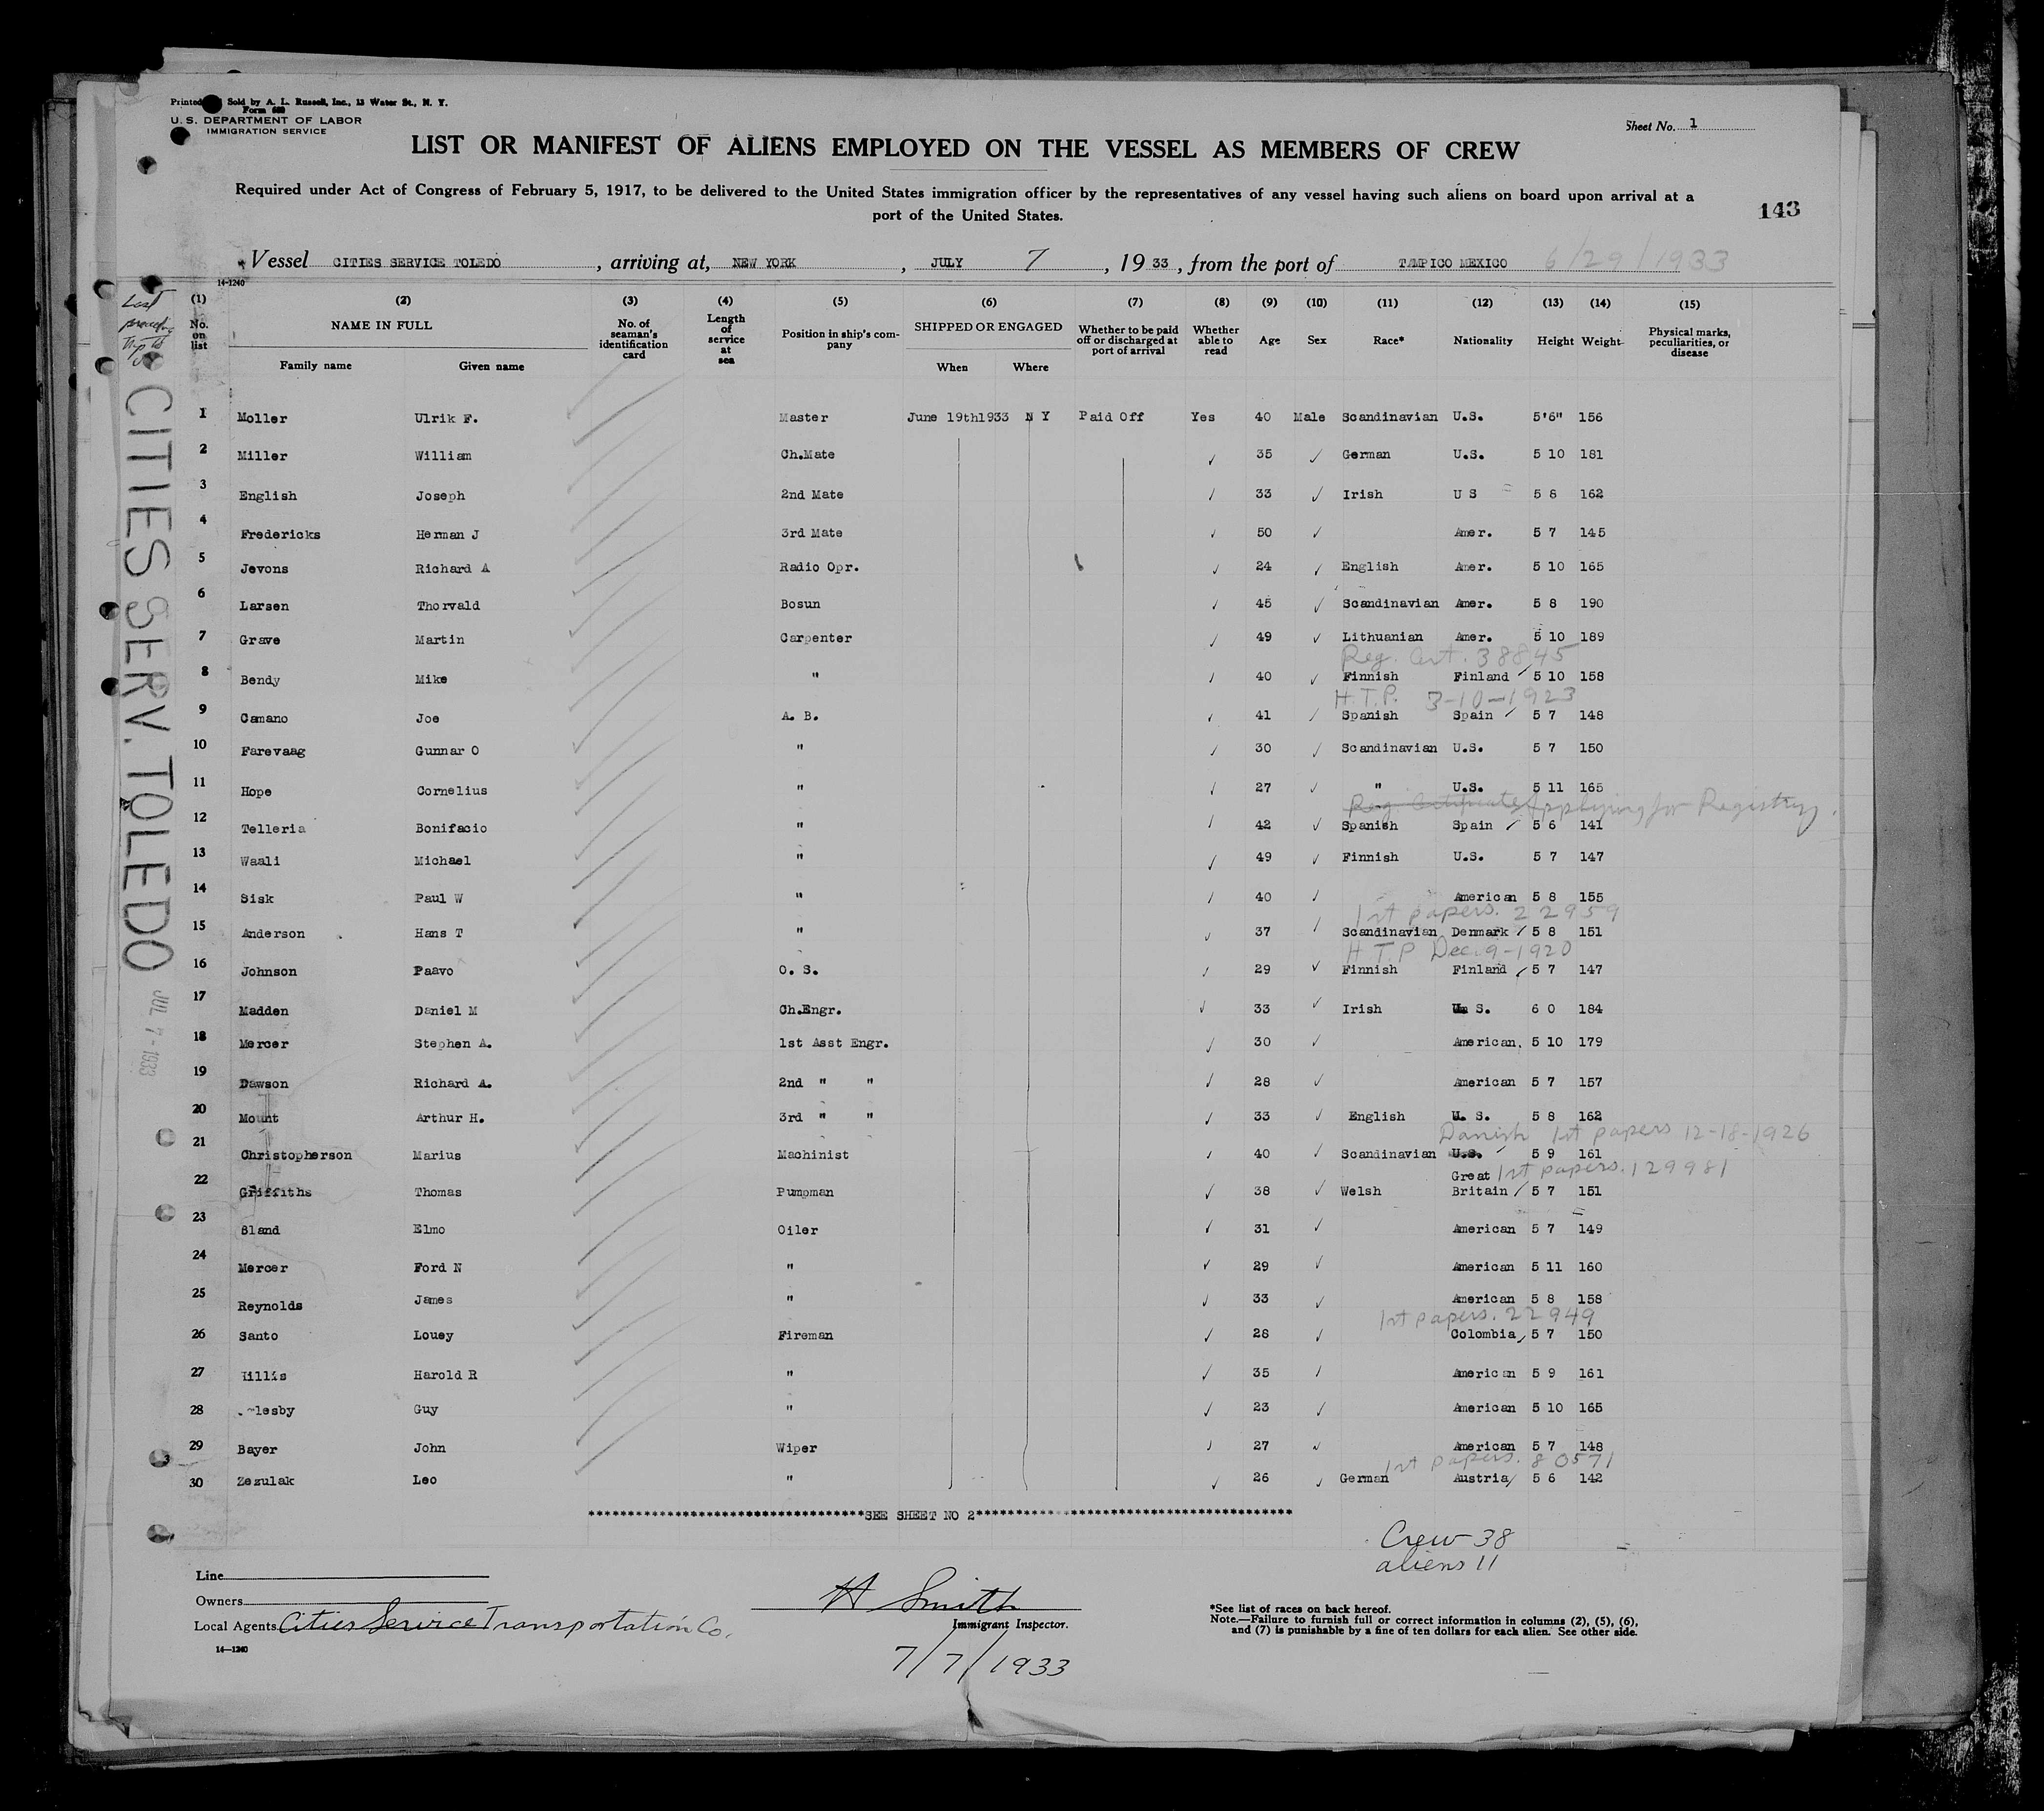 Printed Sold by A. L. Russell, Inc., 13 Water St., N. Y.
Form 689
U. S. DEPARTMENT OF LABOR
IMMIGRATION SERVICE
Sheet No. 1
LIST OR MANIFEST OF ALIENS EMPLOYED ON THE VESSEL AS MEMBERS OF CREW
Required under Act of Congress of February 5, 1917, to be delivered to the United States immigration officer by the representatives of any vessel having such aliens on board upon arrival at a
port of the United States.
143
Vessel CITIES SERVICE TOLEDO, arriving at, NEW YORK, JULY 7, 1933, from the port of TAMPICO MEXICO 6/29/1933
14-1240
Last
trip to
(1) No. on list (2) NAME IN FULL Family name Given name (3) No. of seaman's identification card (4) Length of service at sea (5) Position in ship's company (6) SHIPPED OR ENGAGED When Where (7) Whether to be paid off or discharged at port of arrival (8) Whether able to read (9) Age (10) Sex (11) Race* (12) Nationality (13) Height (14) Weight (15) Physical marks, peculiarities, or disease
CITIES SERV. TOLEDO JUL 7 - 1933
1 Moller Ulrik F. Master June 19th1933 N Y Paid Off Yes 40 Male Scandinavian U.S. 5'6" 156
2 Miller William Ch.Mate ✓ 35 ✓ German U.S. 5 10 181
3 English Joseph 2nd Mate ✓ 33 ✓ Irish U S 5 8 162
4 Fredericks Herman J 3rd Mate ✓ 50 ✓ Amer. 5 7 145
5 Jevons Richard A Radio Opr. ✓ 24 ✓ English Amer. 5 10 165
6 Larsen Thorvald Bosun ✓ 45 ✓ Scandinavian Amer. 5 8 190
7 Grave Martin Carpenter ✓ 49 ✓ Lithuanian Amer. 5 10 189
Reg. Cert. 38845
8 Bendy Mike " ✓ 40 ✓ Finnish Finland ✓ 5 10 158
H.T.P. 3-10-1923
9 Camano Joe A. B. ✓ 41 ✓ Spanish Spain ✓ 5 7 148
10 Farevaag Gunnar O " ✓ 30 ✓ Scandinavian U.S. 5 7 150
11 Hope Cornelius " ✓ 27 ✓ " U.S. 5 11 165
Reg. Certificate Applying for Registry.
12 Telleria Bonifacio " ✓ 42 ✓ Spanish Spain ✓ 5 6 141
13 Waali Michael " ✓ 49 ✓ Finnish U.S. 5 7 147
14 Sisk Paul W " ✓ 40 ✓ American 5 8 155
1st papers. 22959
15 Anderson Hans T " ✓ 37 ✓ Scandinavian Denmark ✓ 5 8 151
H.T.P Dec. 9-1920
16 Johnson Paavo O. S. ✓ 29 ✓ Finnish Finland ✓ 5 7 147
17 Madden Daniel M Ch.Engr. ✓ 33 ✓ Irish U. S. 6 0 184
18 Mercer Stephen A. 1st Asst Engr. ✓ 30 ✓ American. 5 10 179
19 Dawson Richard A. 2nd " " ✓ 28 ✓ American 5 7 157
20 Mount Arthur H. 3rd " " ✓ 33 ✓ English U. S. 5 8 162
Danish 1st papers 12-18-1926
21 Christopherson Marius Machinist ✓ 40 ✓ Scandinavian U.S. 5 9 161
Great 1st papers. 129981
22 Griffiths Thomas Pumpman ✓ 38 ✓ Welsh Britain ✓ 5 7 151
23 Bland Elmo Oiler ✓ 31 ✓ American 5 7 149
24 Mercer Ford N " ✓ 29 ✓ American 5 11 160
25 Reynolds James " ✓ 33 ✓ American 5 8 158
1st papers. 22949
26 Santo Louey Fireman ✓ 28 ✓ Colombia ✓ 5 7 150
27 Harold R " ✓ 35 ✓ American 5 9 161
28 Guy " ✓ 23 ✓ American 5 10 165
29 Bayer John Wiper ✓ 27 ✓ American 5 7 148
1st papers. 80571
30 Zezulak Leo " ✓ 26 ✓ German Austria ✓ 5 6 142
***********************************SEE SHEET NO 2****************************************
Crew 38
aliens 11
Line
Owners
Local Agents Cities Service Transportation Co.
14—1240
H Smith
Immigrant Inspector.
7/7/1933
*See list of races on back hereof.
Note.—Failure to furnish full or correct information in columns (2), (5), (6),
and (7) is punishable by a fine of ten dollars for each alien. See other side.